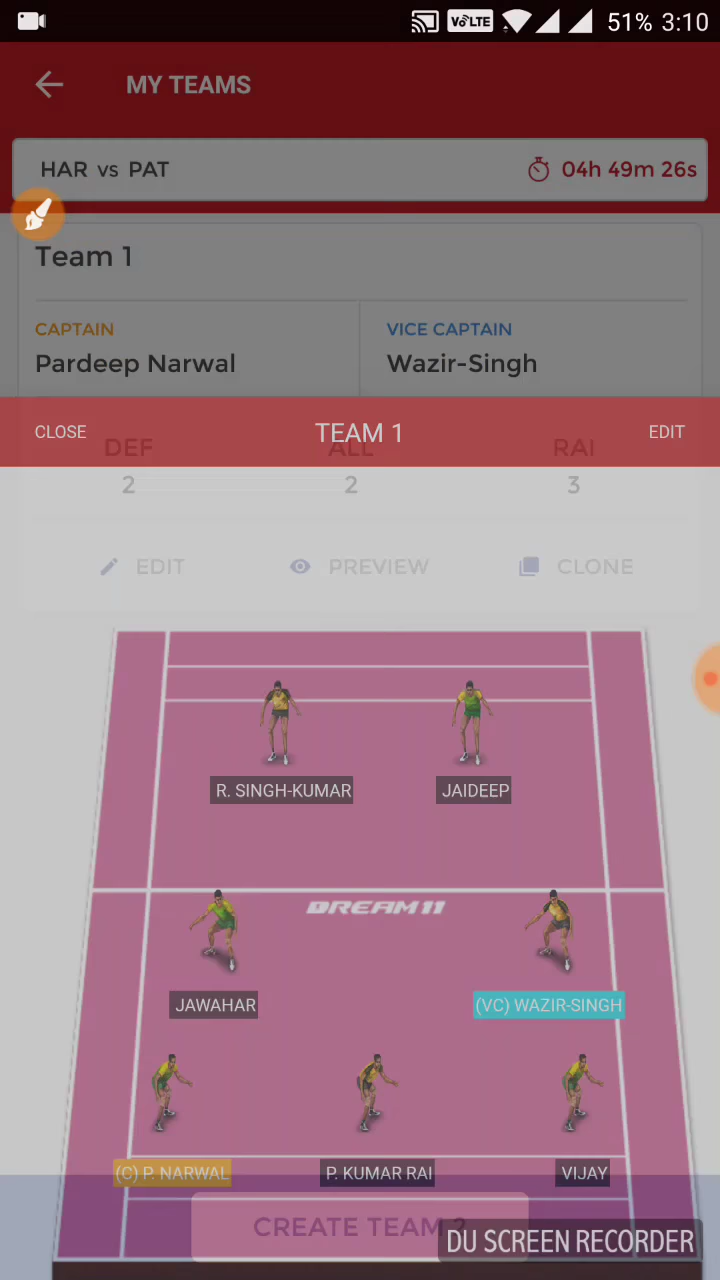 VoLTE 51% 3:10
MY TEAMS
HAR vs PAT 04h 49m 26s
Team 1
CAPTAIN VICE CAPTAIN
Pardeep Narwal Wazir-Singh
CLOSE TEAM 1 EDIT
DEF ALL RAI
2 2 3
EDIT PREVIEW CLONE
R. SINGH-KUMAR JAIDEEP
DREAM11
JAWAHAR (VC) WAZIR-SINGH
(C) P. NARWAL P. KUMAR RAI VIJAY
CREATE TEAM 2
DU SCREEN RECORDER